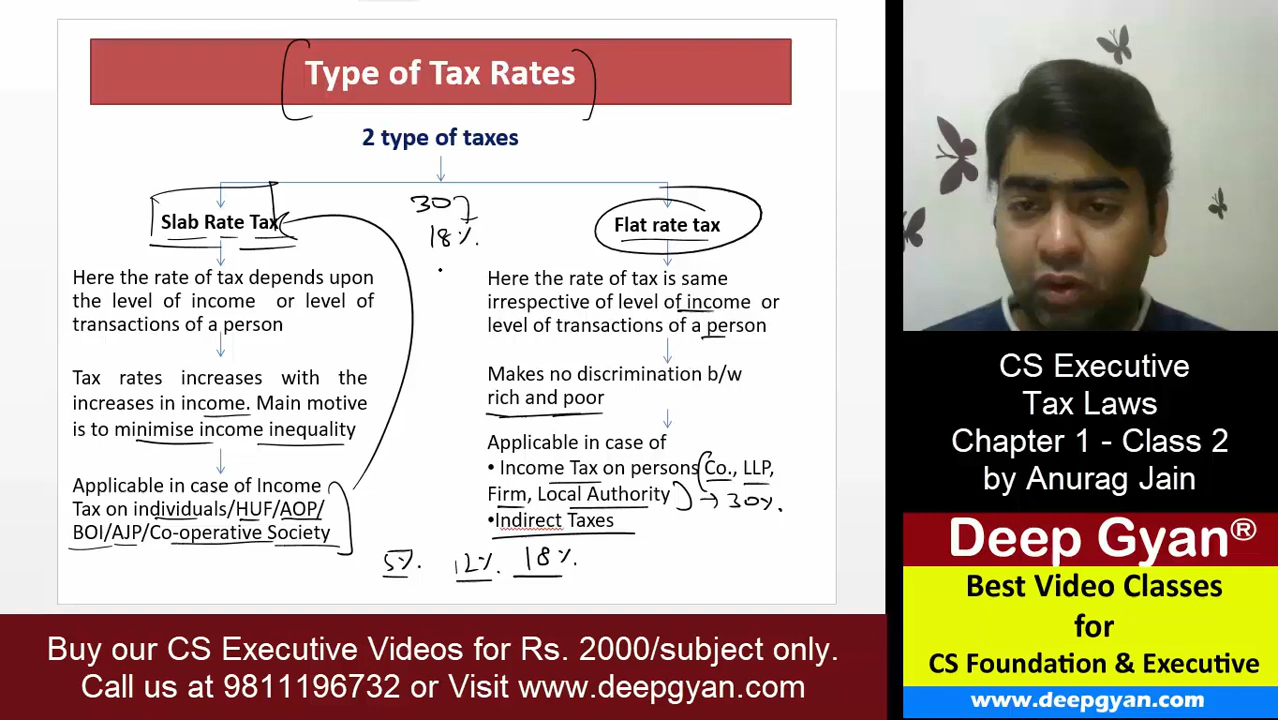 Type of Tax Rates
2 type of taxes
Slab Rate Tax
Here the rate of tax depends upon
the level of income or level of
transactions of a person
Tax rates increases with the
increases in income. Main motive
is to minimise income inequality
Applicable in case of Income
Tax on individuals/HUF/AOP/
BOI/AJP/Co-operative Society
30%
18%.
Flat rate tax
Here the rate of tax is same
irrespective of level of income or
level of transactions of a person
Makes no discrimination b/w
rich and poor
Applicable in case of
• Income Tax on persons Co., LLP,
Firm, Local Authority → 30%.
•Indirect Taxes
5%. 12%. 18%.
CS Executive
Tax Laws
Chapter 1 - Class 2
by Anurag Jain
Deep Gyan®
Best Video Classes
for
CS Foundation & Executive
www.deepgyan.com
Buy our CS Executive Videos for Rs. 2000/subject only.
Call us at 9811196732 or Visit www.deepgyan.com